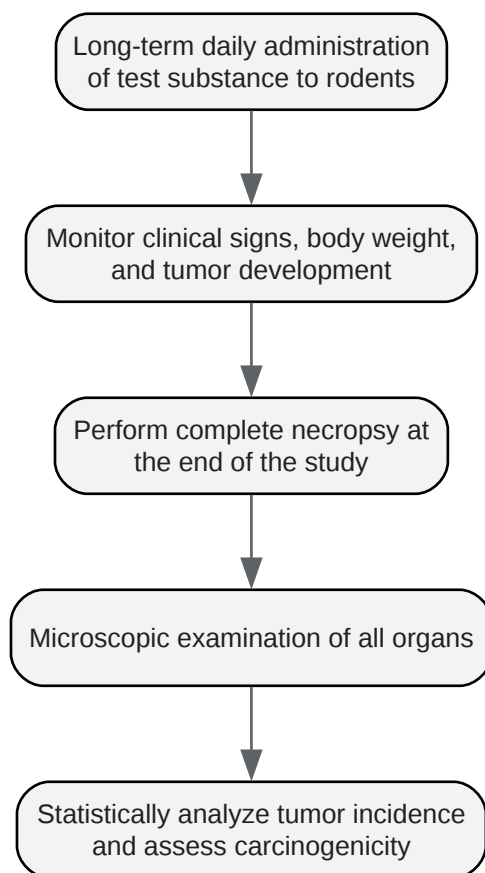 Long-term daily administration
of test substance to rodents
Monitor clinical signs, body weight,
and tumor development
Perform complete necropsy at
the end of the study
Microscopic examination of all organs
Statistically analyze tumor incidence
and assess carcinogenicity